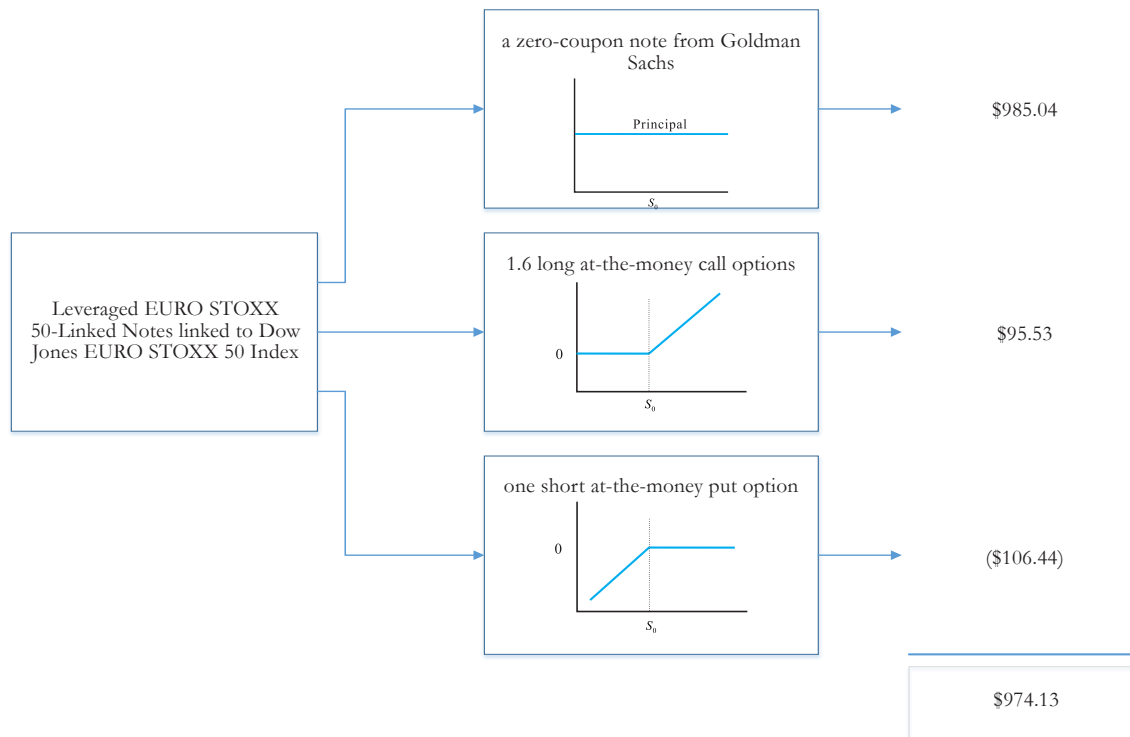 a zero-coupon note from Goldman
Sachs
Principal
S₀
$985.04
Leveraged EURO STOXX
50-Linked Notes linked to Dow
Jones EURO STOXX 50 Index
1.6 long at-the-money call options
0
S₀
$95.53
one short at-the-money put option
0
S₀
($106.44)
$974.13